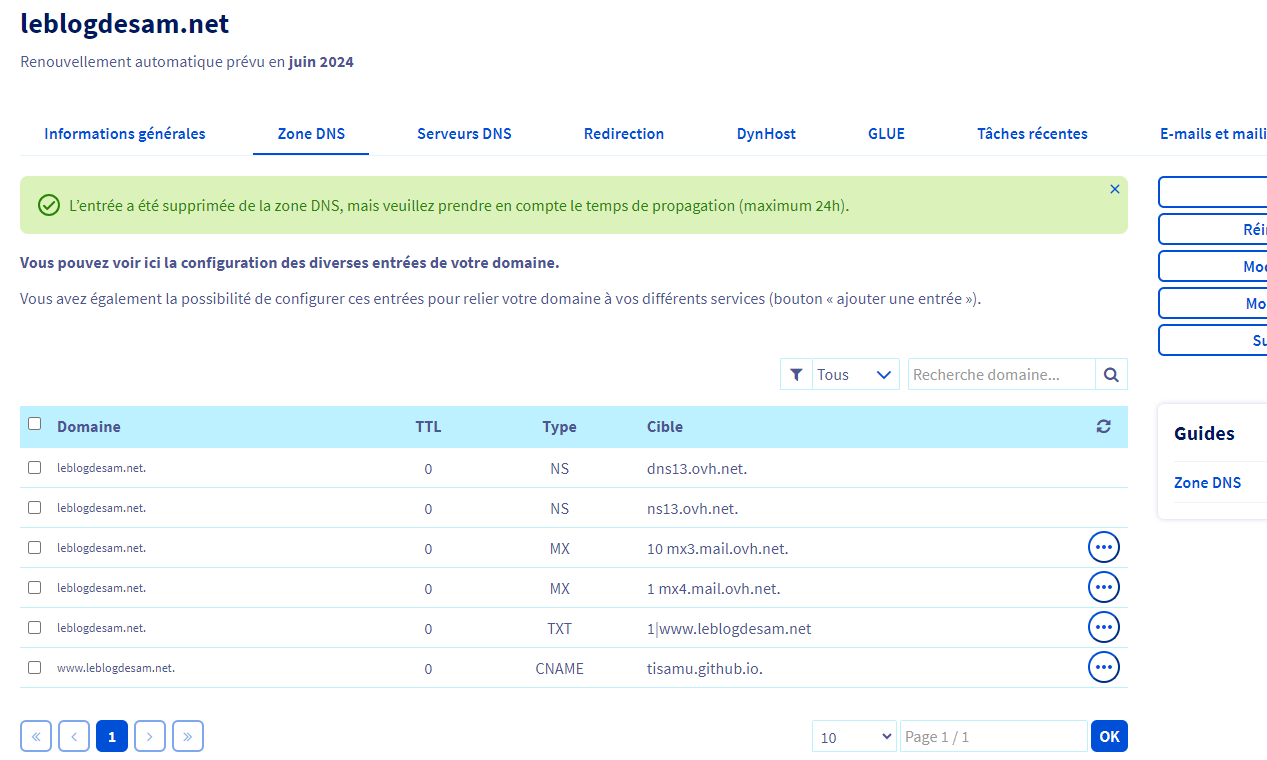 leblogdesam.net
Renouvellement automatique prévu en juin 2024
Informations générales Zone DNS Serveurs DNS Redirection DynHost GLUE Tâches récentes E-mails et maili
L'entrée a été supprimée de la zone DNS, mais veuillez prendre en compte le temps de propagation (maximum 24h).
Vous pouvez voir ici la configuration des diverses entrées de votre domaine.
Vous avez également la possibilité de configurer ces entrées pour relier votre domaine à vos différents services (bouton « ajouter une entrée »).
Réi
Mo
Su
Tous Recherche domaine...
Domaine TTL Type Cible
leblogdesam.net. 0 NS dns13.ovh.net.
leblogdesam.net. 0 NS ns13.ovh.net.
leblogdesam.net. 0 MX 10 mx3.mail.ovh.net.
leblogdesam.net. 0 MX 1 mx4.mail.ovh.net.
leblogdesam.net. 0 TXT 1|www.leblogdesam.net
www.leblogdesam.net. 0 CNAME tisamu.github.io.
Guides
Zone DNS
« ‹ 1 › » 10 Page 1 / 1 OK